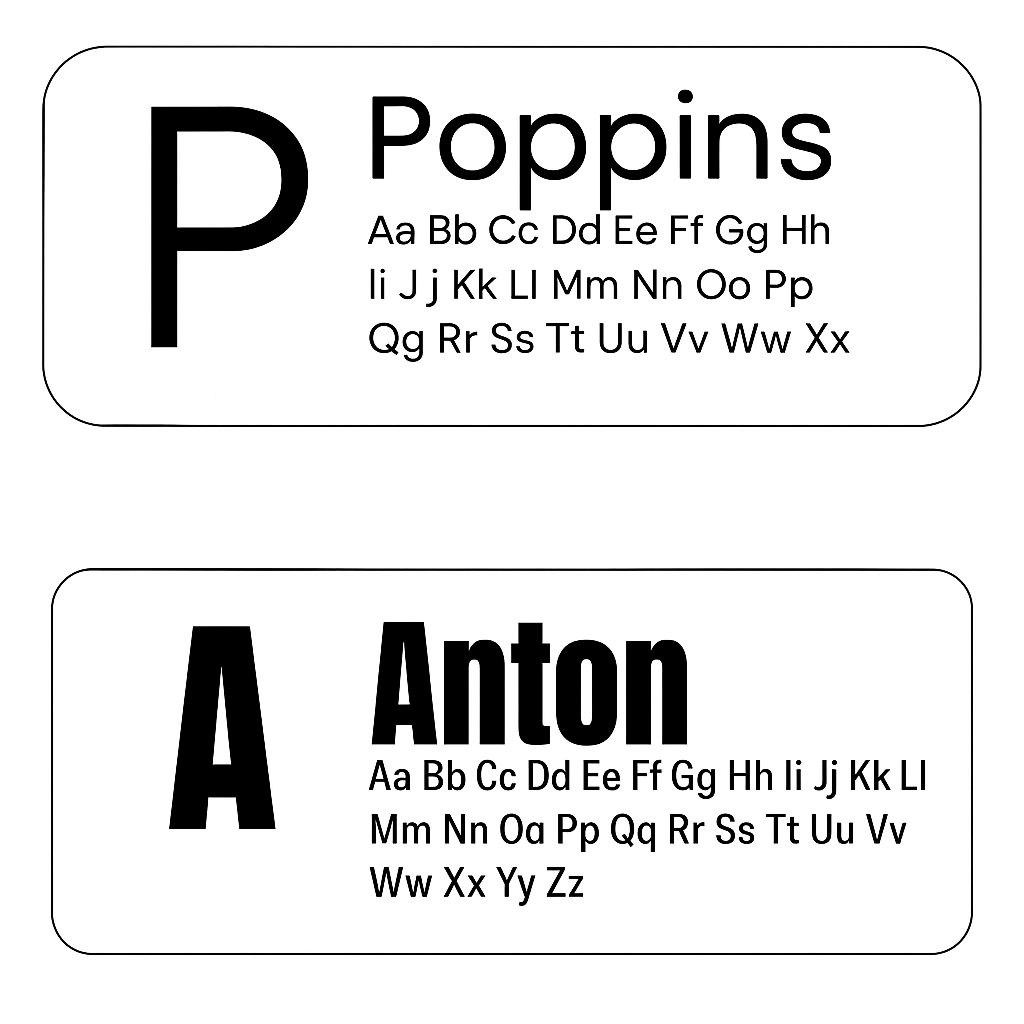 P
Poppins
Aa Bb Cc Dd Ee Ff Gg Hh
Ii J j Kk Ll Mm Nn Oo Pp
Qg Rr Ss Tt Uu Vv Ww Xx
A
Anton
Aa Bb Cc Dd Ee Ff Gg Hh Ii Jj Kk Ll
Mm Nn Oɑ Pp Qq Rr Ss Tt Uu Vv
Ww Xx Yy Zz